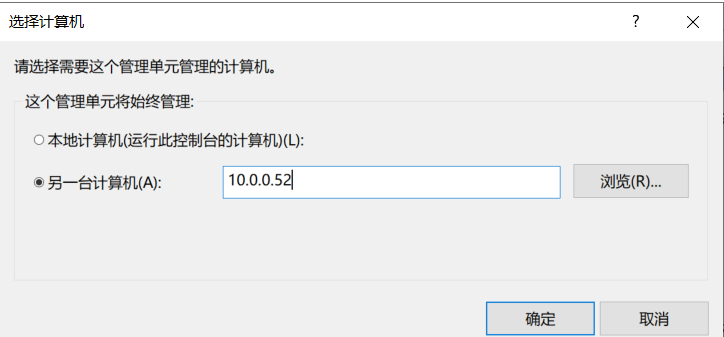 选择计算机 ?
请选择需要这个管理单元管理的计算机。
这个管理单元将始终管理:
本地计算机(运行此控制台的计算机)(L):
另一台计算机(A): 10.0.0.52 浏览(R)...
确定 取消